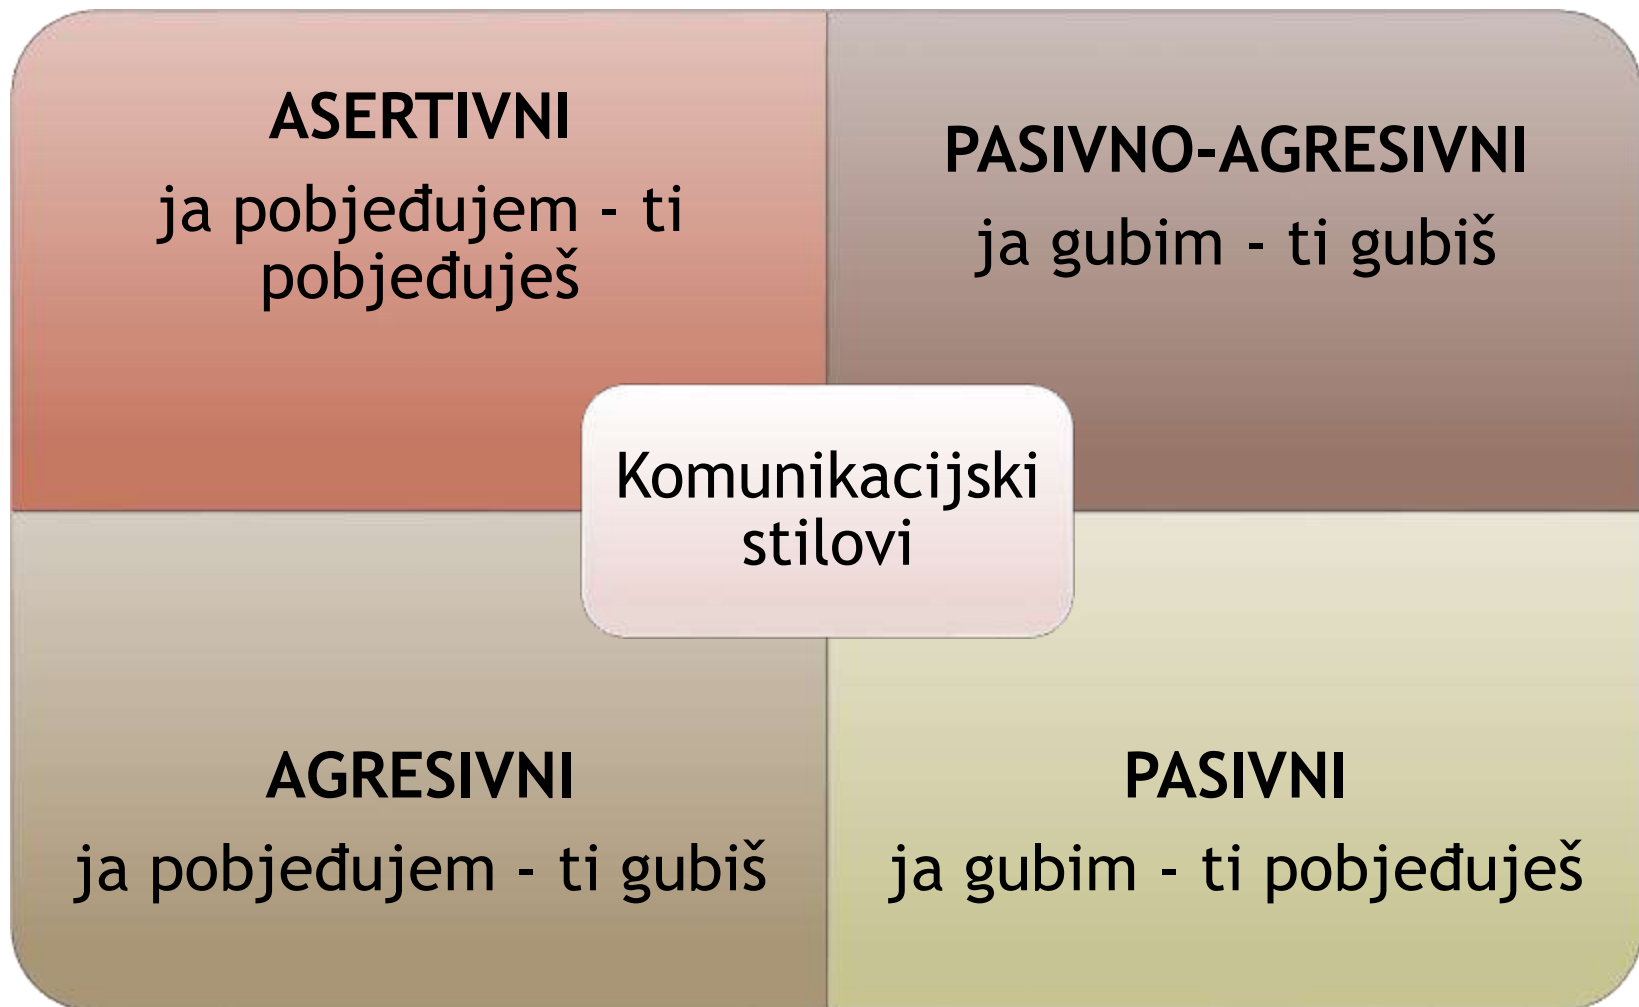 ASERTIVNI
ja pobjeđujem - ti
pobjeđuješ
PASIVNO-AGRESIVNI
ja gubim - ti gubiš
Komunikacijski
stilovi
AGRESIVNI
ja pobjeđujem - ti gubiš
PASIVNI
ja gubim - ti pobjeđuješ